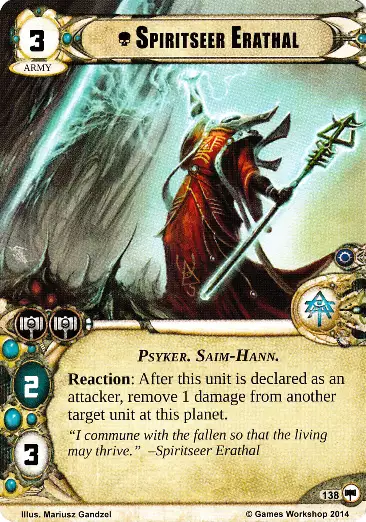 3
ARMY
Spiritseer Erathal
Psyker. Saim-Hann.
2
Reaction: After this unit is declared as an
attacker, remove 1 damage from another
target unit at this planet.
“I commune with the fallen so that the living
may thrive.” –Spiritseer Erathal
3
138
Illus. Mariusz Gandzel
© Games Workshop 2014